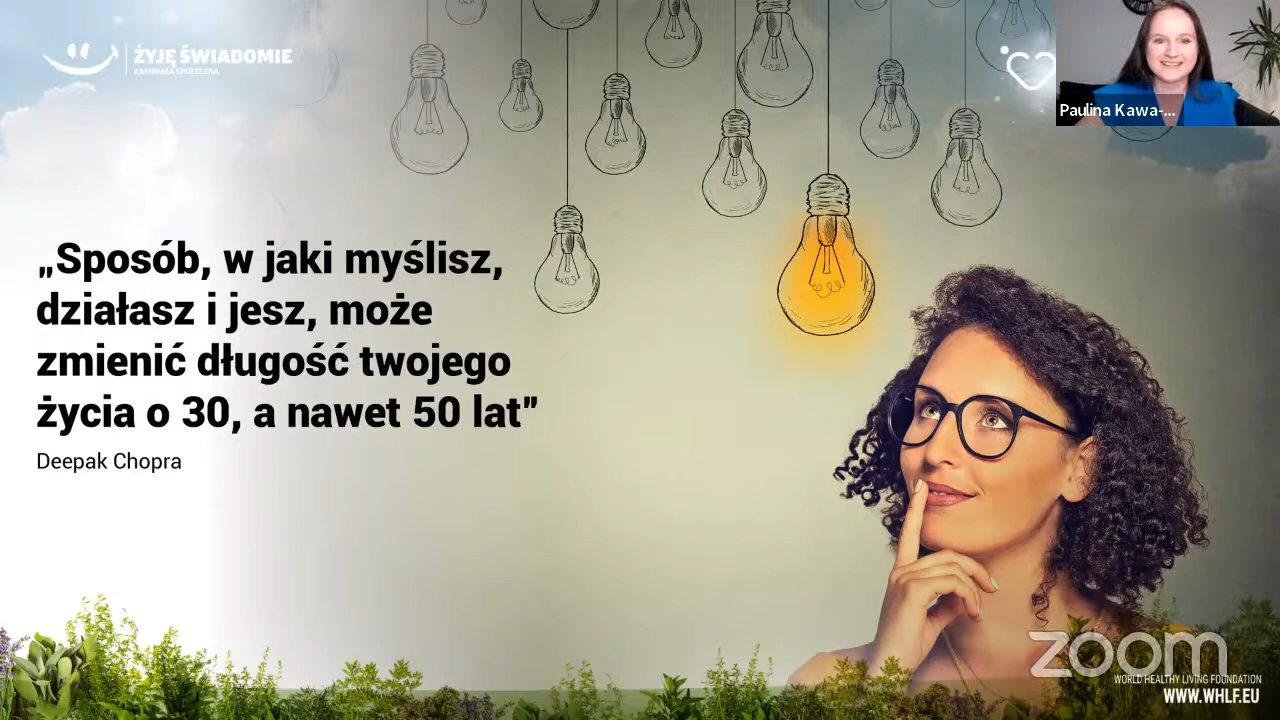 ŻYJĘ ŚWIADOMIE
KAMPANIA SPOŁECZNA
Paulina Kawa-...
„Sposób, w jaki myślisz,
działasz i jesz, może
zmienić długość twojego
życia o 30, a nawet 50 lat"
Deepak Chopra
zoom
WORLD HEALTHY LIVING FOUNDATION
WWW.WHLF.EU